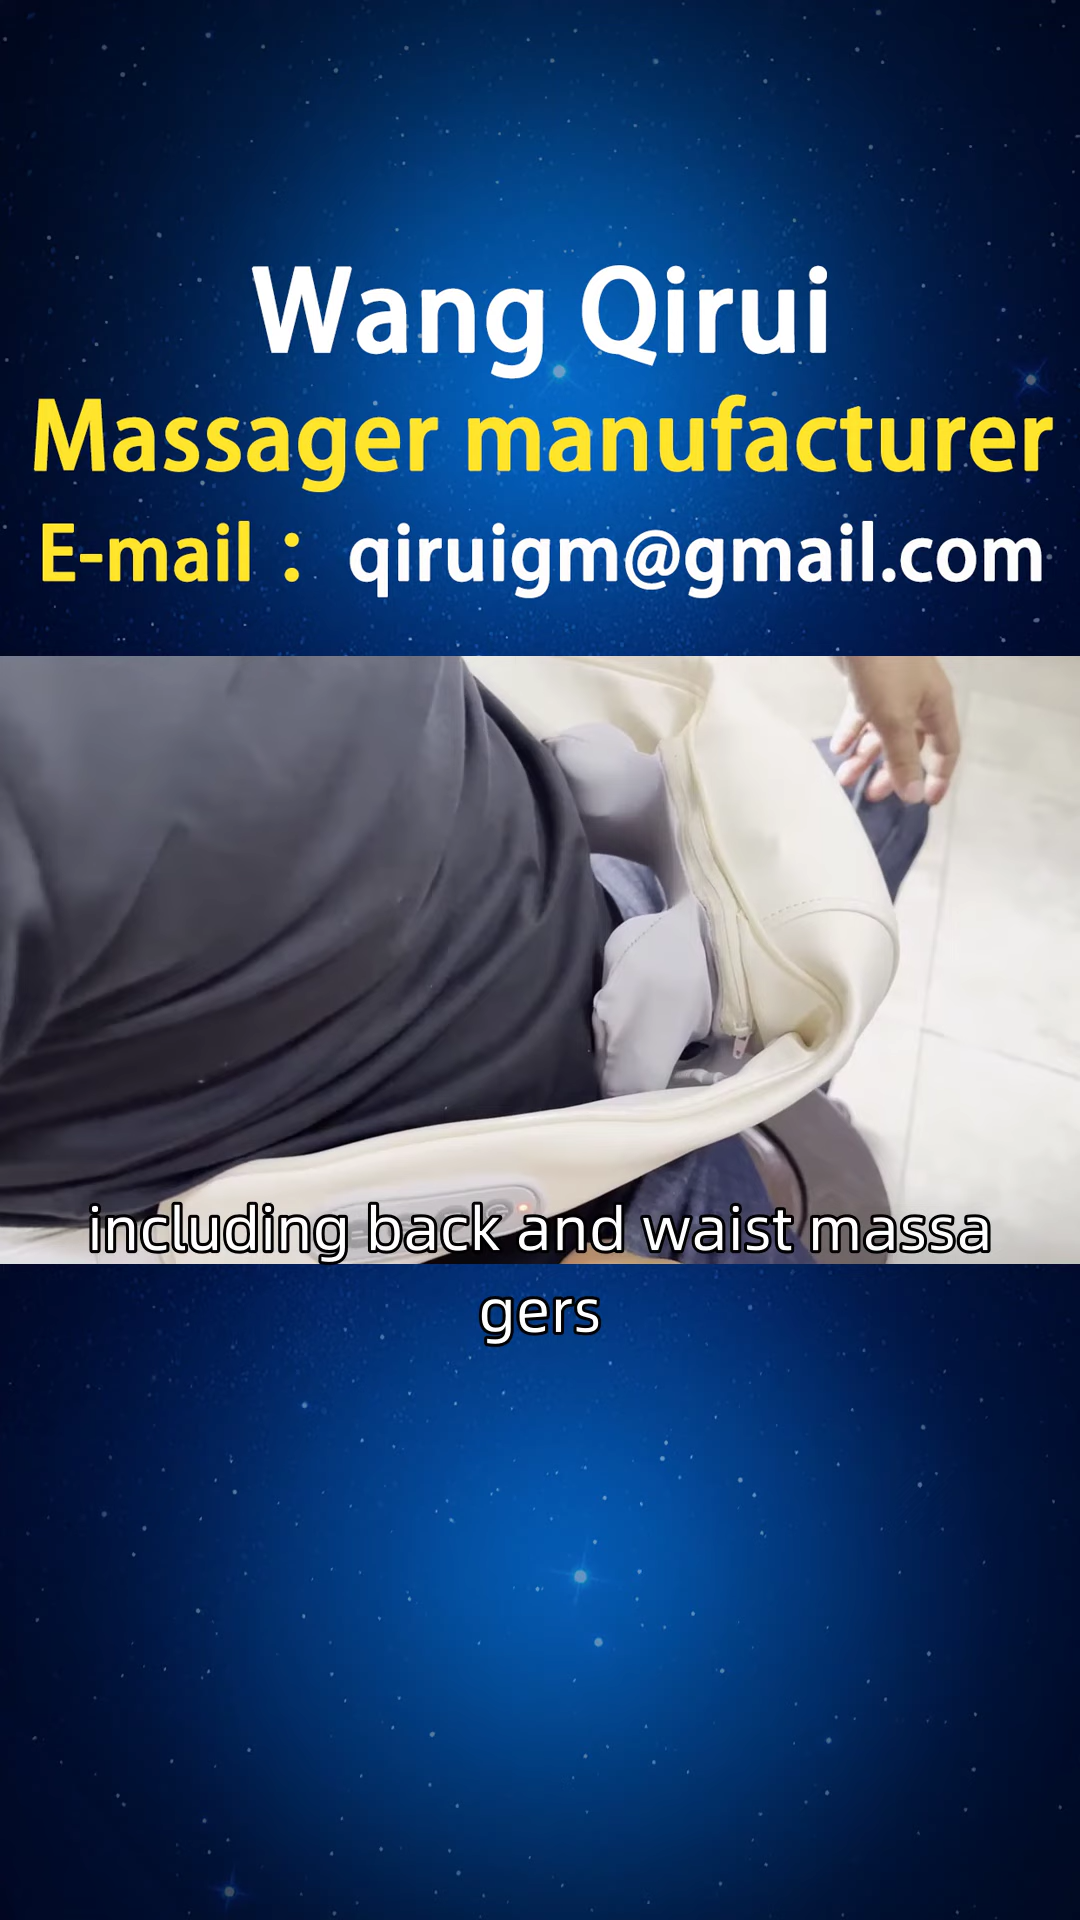 Wang Qirui
Massager manufacturer
E-mail： qiruigm@gmail.com
including back and waist massa
gers